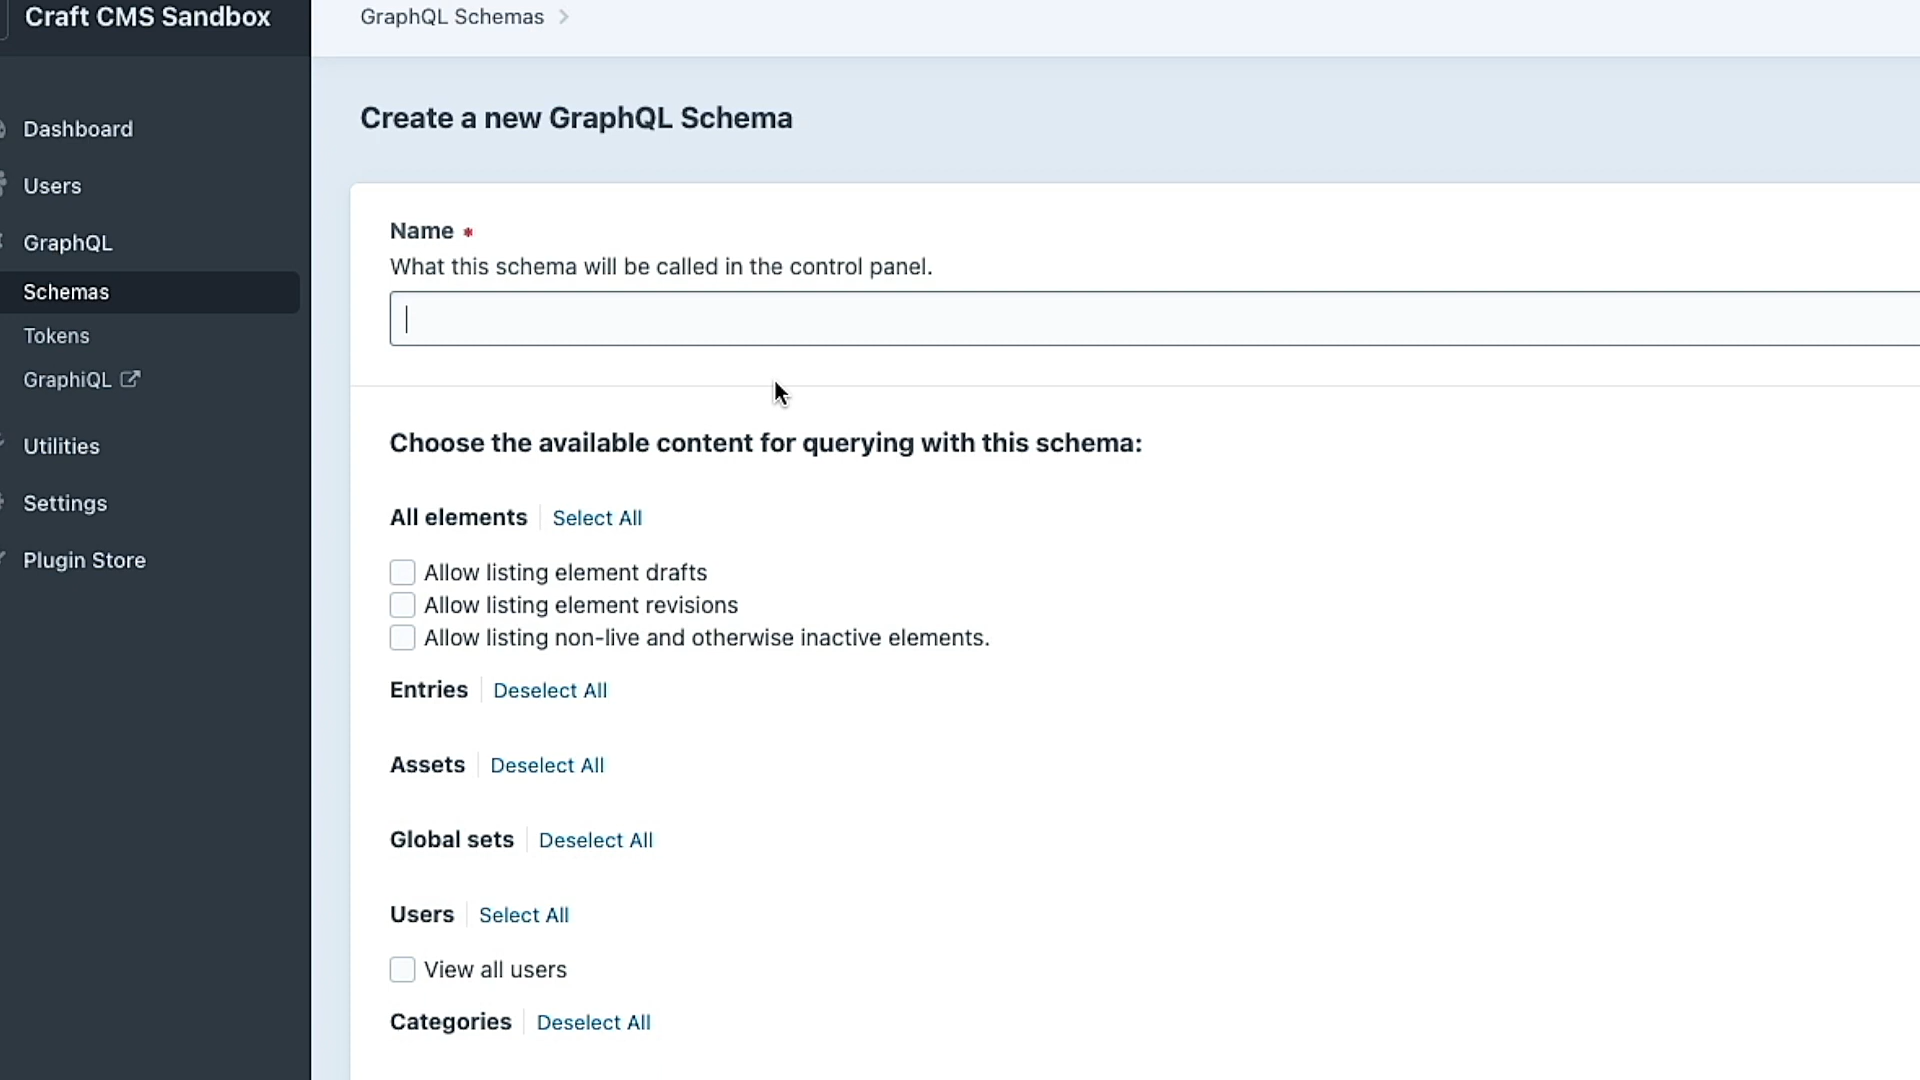 Craft CMS Sandbox
GraphQL Schemas
Dashboard
Users
GraphQL
Schemas
Tokens
GraphiQL
Utilities
Settings
Plugin Store
Create a new GraphQL Schema
Name *
What this schema will be called in the control panel.
Choose the available content for querying with this schema:
All elements Select All
Allow listing element drafts
Allow listing element revisions
Allow listing non-live and otherwise inactive elements.
Entries Deselect All
Assets Deselect All
Global sets Deselect All
Users Select All
View all users
Categories Deselect All